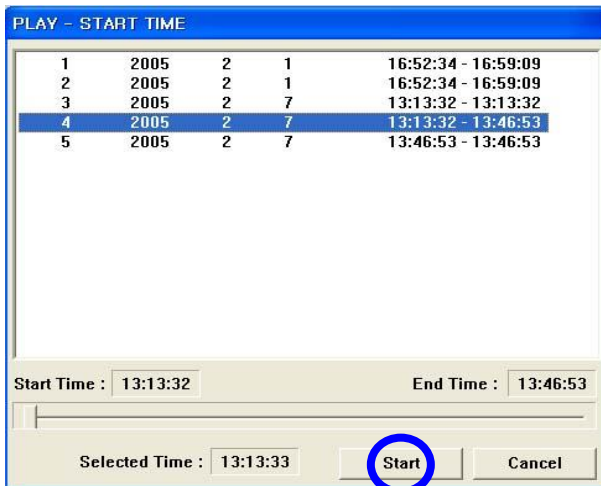 PLAY - START TIME
1 2005 2 1 16:52:34 - 16:59:09
2 2005 2 1 16:52:34 - 16:59:09
3 2005 2 7 13:13:32 - 13:13:32
4 2005 2 7 13:13:32 - 13:46:53
5 2005 2 7 13:46:53 - 13:46:53
Start Time : 13:13:32 End Time : 13:46:53
Selected Time : 13:13:33 Start Cancel